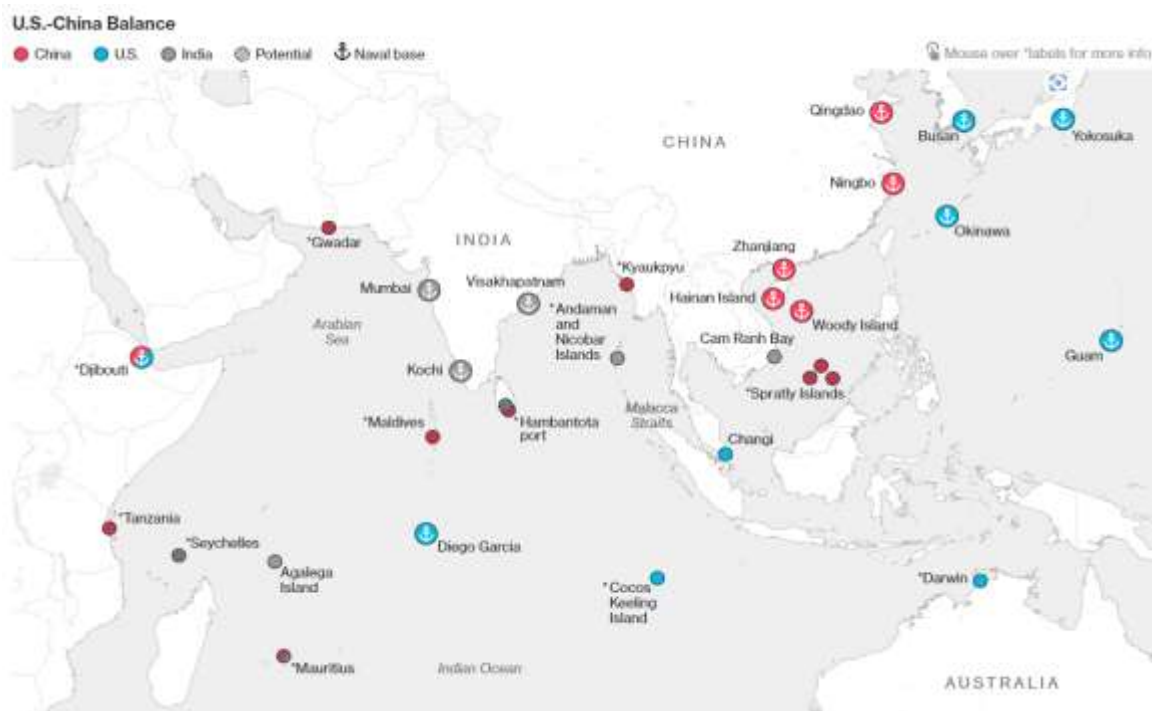 U.S.-China Balance
China
U.S.
India
Potential
Naval base
Mouse over *labels for more info
Qingdao
Busan
Yokosuka
CHINA
Ningbo
Okinawa
*Gwadar
INDIA
Zhanjiang
*Kyaukpyu
Mumbai
Visakhapatnam
Hainan Island
*Andaman
and
Nicobar
Islands
Woody Island
Arabian
Sea
Cam Ranh Bay
Guam
*Djibouti
Kochi
*Spratly Islands
*Maldives
*Hambantota
port
Malacca
Straits
Changi
*Tanzania
*Seychelles
Diego Garcia
Agalega
Island
*Cocos
Keeling
Island
*Darwin
*Mauritius
Indian Ocean
AUSTRALIA